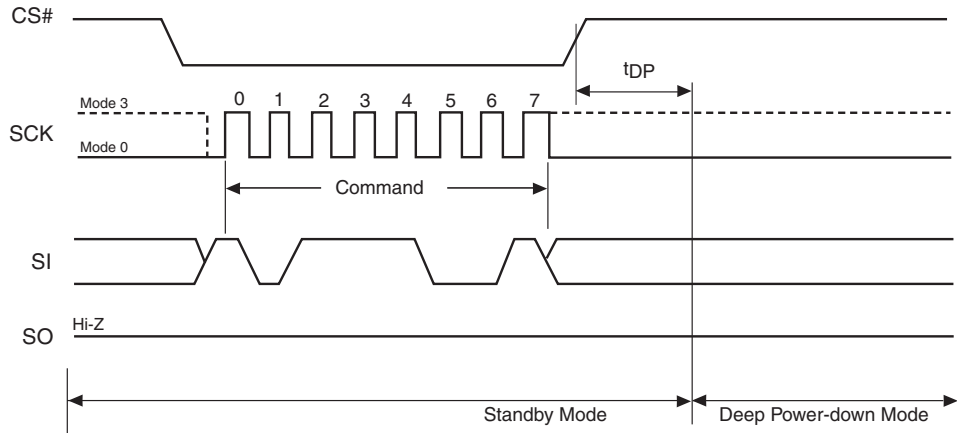 CS#
tDP
Mode 3
0 1 2 3 4 5 6 7
SCK
Mode 0
Command
SI
Hi-Z
SO
Standby Mode
Deep Power-down Mode